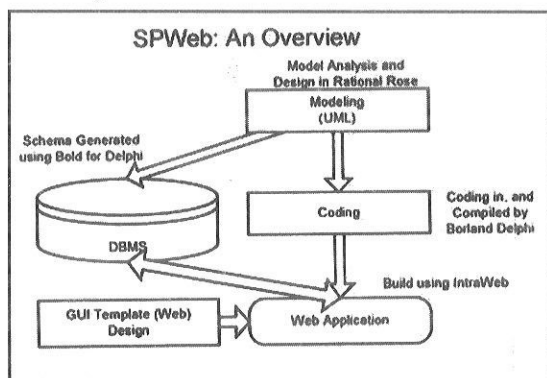 SPWeb: An Overview
Model Analysis and
Design in Rational Rose
Modeling
(UML)
Schema Generated
using Bold for Delphi
DBMS
Coding
Coding in, and
Compiled by
Borland Delphi
Build using IntraWeb
GUI Template (Web)
Design
Web Application